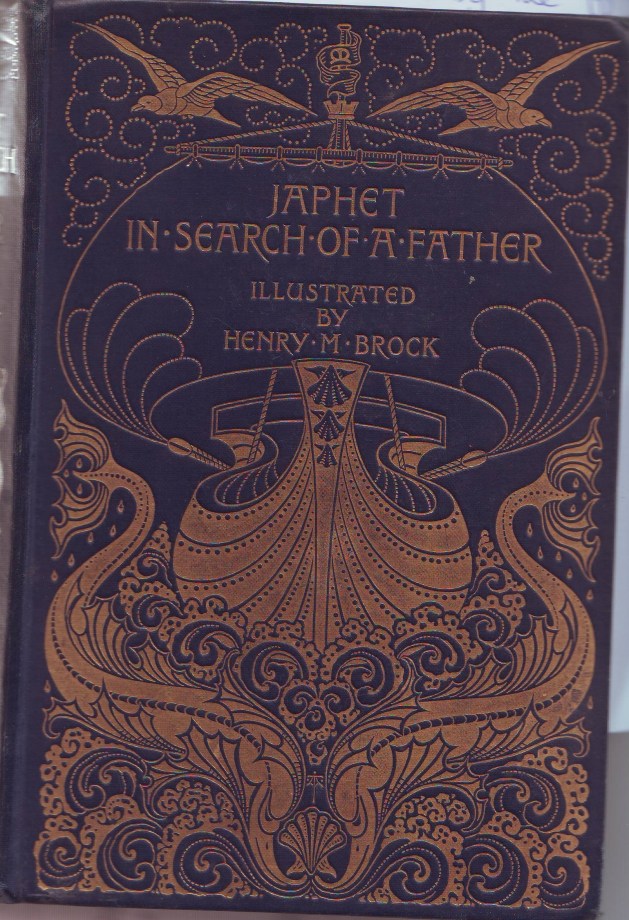 JAPHET
IN·SEARCH·OF·A·FATHER
ILLUSTRATED
BY
HENRY·M·BROCK